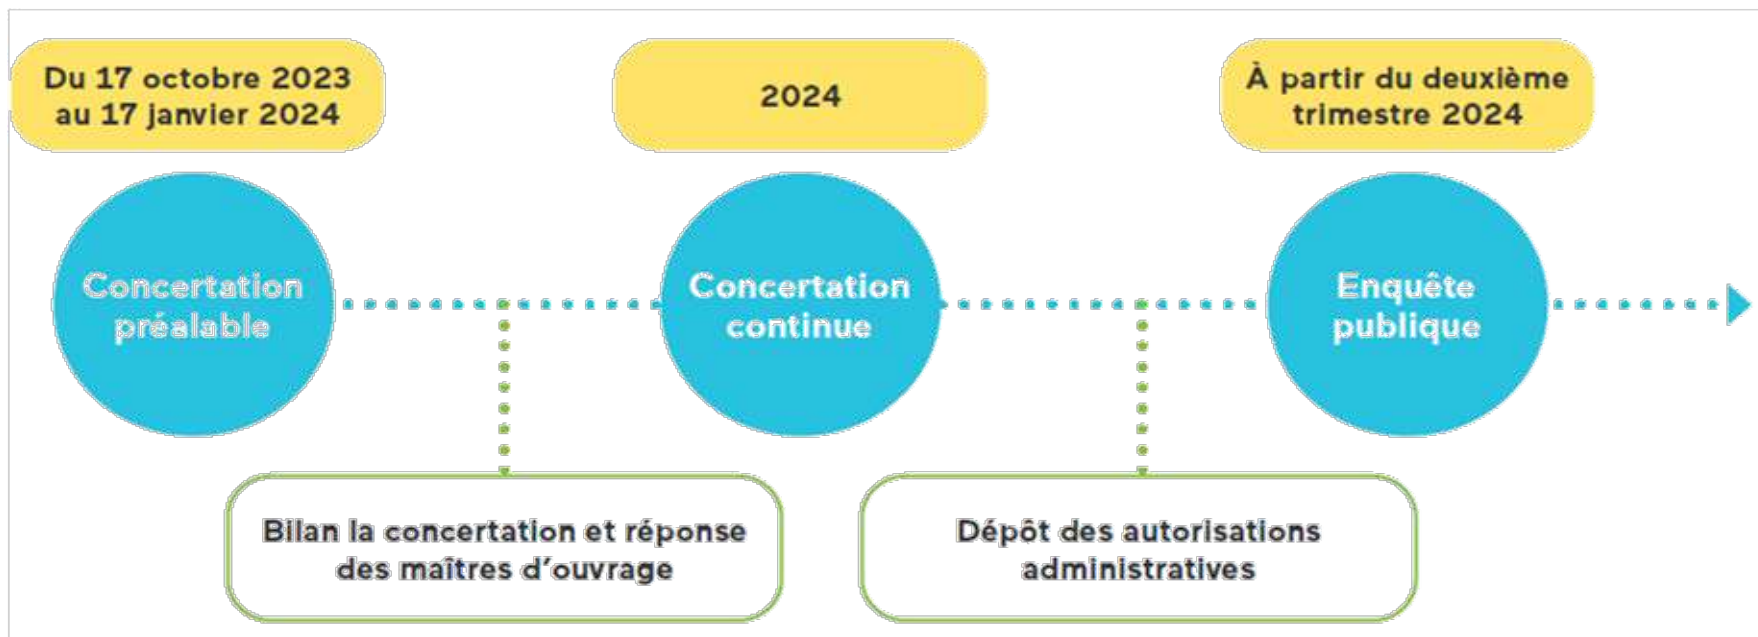 Du 17 octobre 2023
au 17 janvier 2024
2024
À partir du deuxième
trimestre 2024
Concertation
préalable
Concertation
continue
Enquête
publique
Bilan la concertation et réponse
des maîtres d'ouvrage
Dépôt des autorisations
administratives